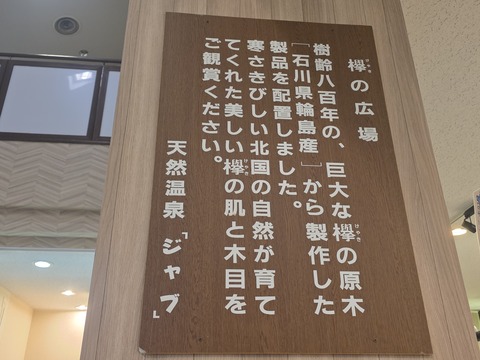 欅の広場
樹齢八百年の、巨大な欅の原木
［石川県輪島産］から製作した
製品を配置しました。
寒さきびしい北国の自然が育て
てくれた美しい欅の肌と木目を
ご観賞ください。
天然温泉「ジャブ」